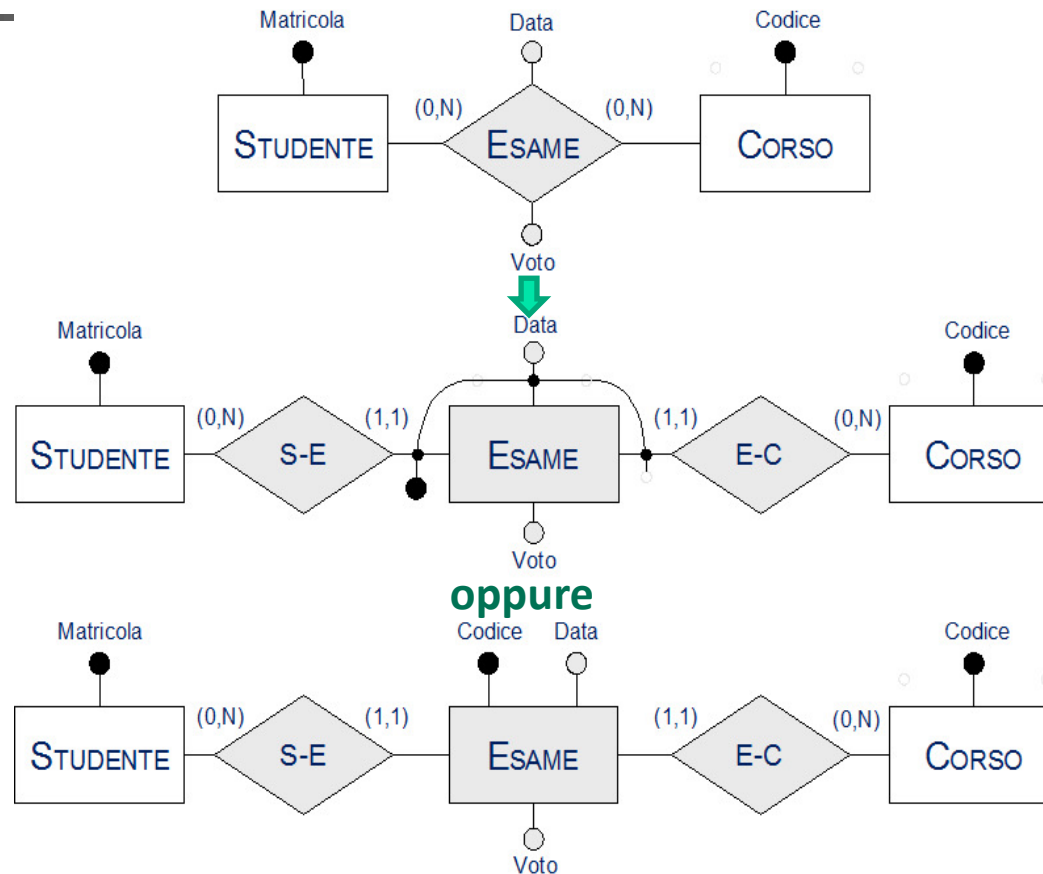 Matricola Data Codice
(0,N) (0,N)
STUDENTE ESAME CORSO
Voto
Data
Matricola Codice
(0,N) (1,1) (1,1) (0,N)
STUDENTE S-E ESAME E-C CORSO
Voto
oppure
Matricola Codice Data Codice
(0,N) (1,1) (1,1) (0,N)
STUDENTE S-E ESAME E-C CORSO
Voto